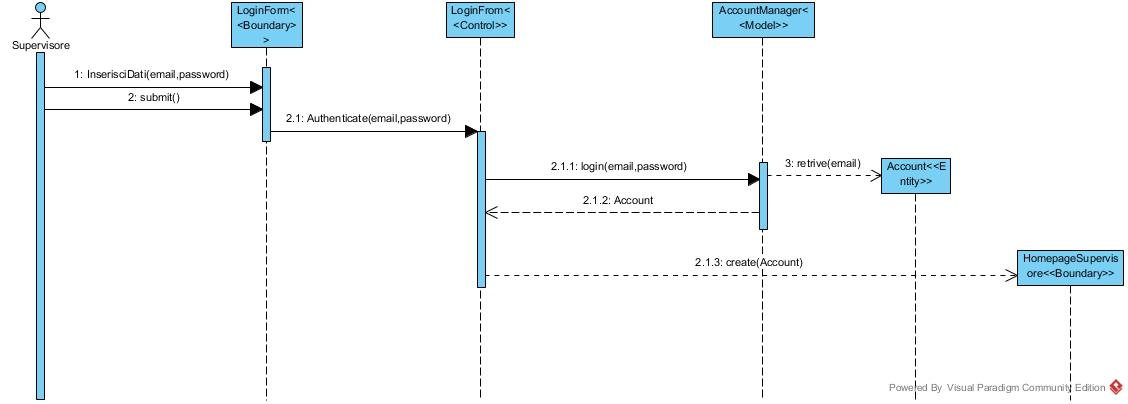 Supervisore
LoginForm<
<Boundary>
>
LoginFrom<
<Control>>
AccountManager<
<Model>>
1: InserisciDati(email,password)
2: submit()
2.1: Authenticate(email,password)
2.1.1: login(email,password)
3: retrive(email)
Account<<E
ntity>>
2.1.2: Account
2.1.3: create(Account)
HomepageSupervis
ore<<Boundary>>
Powered By Visual Paradigm Community Edition